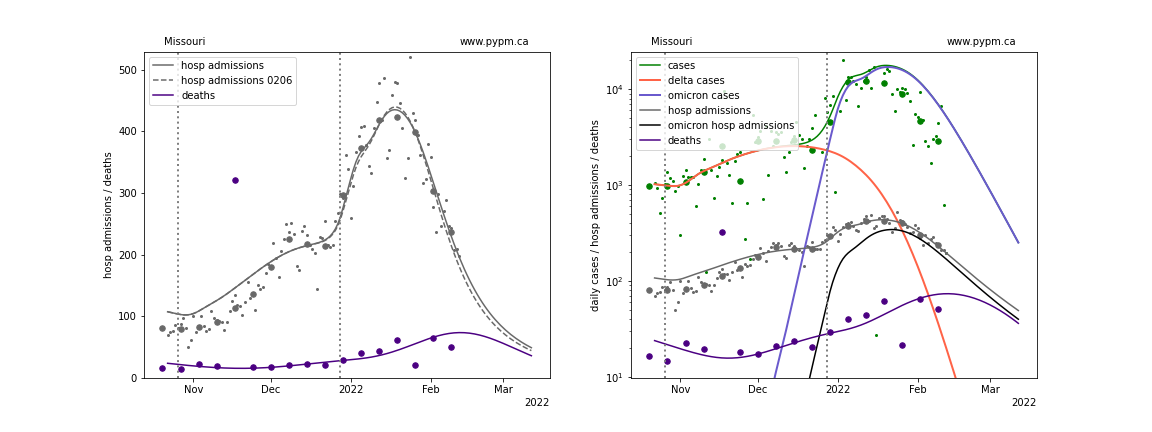 Missouri
www.pypm.ca
hosp admissions
hosp admissions 0206
deaths
hosp admissions / deaths
500
400
300
200
100
0
Nov
Dec
2022
Feb
Mar
2022
Missouri
www.pypm.ca
cases
delta cases
omicron cases
hosp admissions
omicron hosp admissions
deaths
daily cases / hosp admissions / deaths
10⁴
10³
10²
10¹
Nov
Dec
2022
Feb
Mar
2022